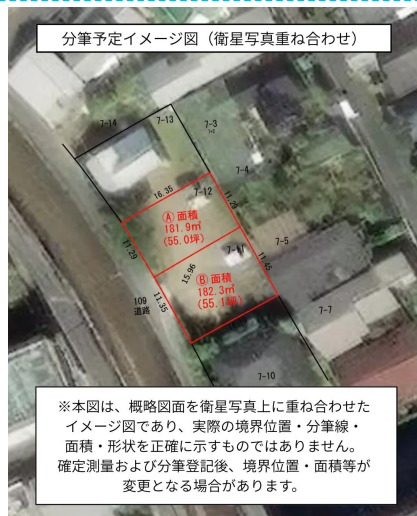 分筆予定イメージ図（衛星写真重ね合わせ）
7-14
7-13
7-3
7-4
16.35
7-12
11.29
Ⓐ 面積
181.9㎡
(55.0坪)
11.29
7-11
7-5
11.45
15.96
Ⓑ 面積
182.3㎡
(55.1坪)
109
道路
11.35
7-7
7-10
※本図は、概略図面を衛星写真上に重ね合わせた
イメージ図であり、実際の境界位置・分筆線・
面積・形状を正確に示すものではありません。
確定測量および分筆登記後、境界位置・面積等が
変更となる場合があります。